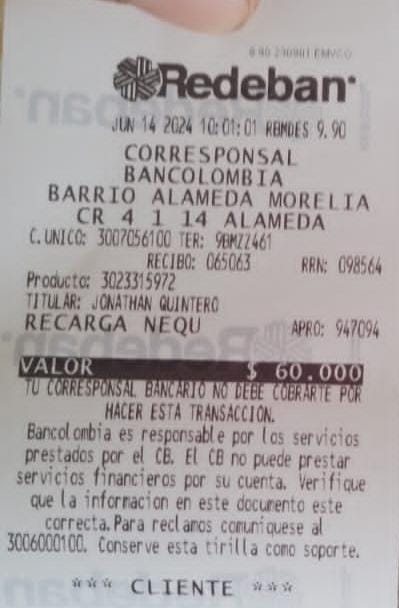 Redeban
JUN 14 2024 10:01:01 RBMDES 9.90
CORRESPONSAL
BANCOLOMBIA
BARRIO ALAMEDA MORELIA
CR 4 1 14 ALAMEDA
C.UNICO: 3007056100 TER: 9BMZZ461
RECIBO: 065063 RRN: 098564
Producto: 3023315972
TITULAR: JONATHAN QUINTERO
RECARGA NEQU APRO: 947094
VALOR $ 60.000
TU CORRESPONSAL BANCARIO NO DEBE COBRARTE POR
HACER ESTA TRANSACCION.
Bancolombia es responsable por los servicios
prestados por el CB. El CB no puede prestar
servicios financieros por su cuenta. Verifique
que la informacion en este documento este
correcta. Para reclamos comuniquese al
3006000100. Conserve esta tirilla como soporte.
*** CLIENTE ***